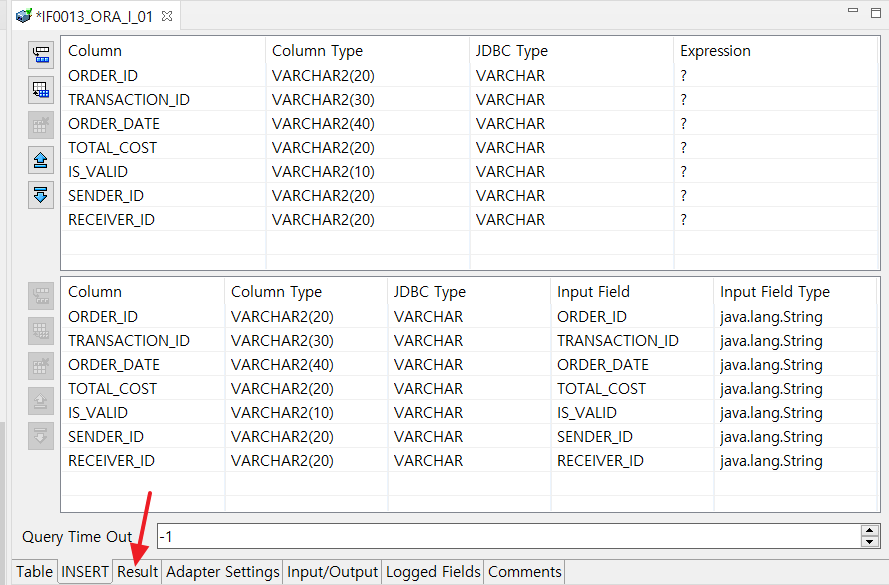 *IF0013_ORA_I_01
Column Column Type JDBC Type Expression
ORDER_ID VARCHAR2(20) VARCHAR ?
TRANSACTION_ID VARCHAR2(30) VARCHAR ?
ORDER_DATE VARCHAR2(40) VARCHAR ?
TOTAL_COST VARCHAR2(20) VARCHAR ?
IS_VALID VARCHAR2(10) VARCHAR ?
SENDER_ID VARCHAR2(20) VARCHAR ?
RECEIVER_ID VARCHAR2(20) VARCHAR ?
Column Column Type JDBC Type Input Field Input Field Type
ORDER_ID VARCHAR2(20) VARCHAR ORDER_ID java.lang.String
TRANSACTION_ID VARCHAR2(30) VARCHAR TRANSACTION_ID java.lang.String
ORDER_DATE VARCHAR2(40) VARCHAR ORDER_DATE java.lang.String
TOTAL_COST VARCHAR2(20) VARCHAR TOTAL_COST java.lang.String
IS_VALID VARCHAR2(10) VARCHAR IS_VALID java.lang.String
SENDER_ID VARCHAR2(20) VARCHAR SENDER_ID java.lang.String
RECEIVER_ID VARCHAR2(20) VARCHAR RECEIVER_ID java.lang.String
Query Time Out -1
Table INSERT Result Adapter Settings Input/Output Logged Fields Comments